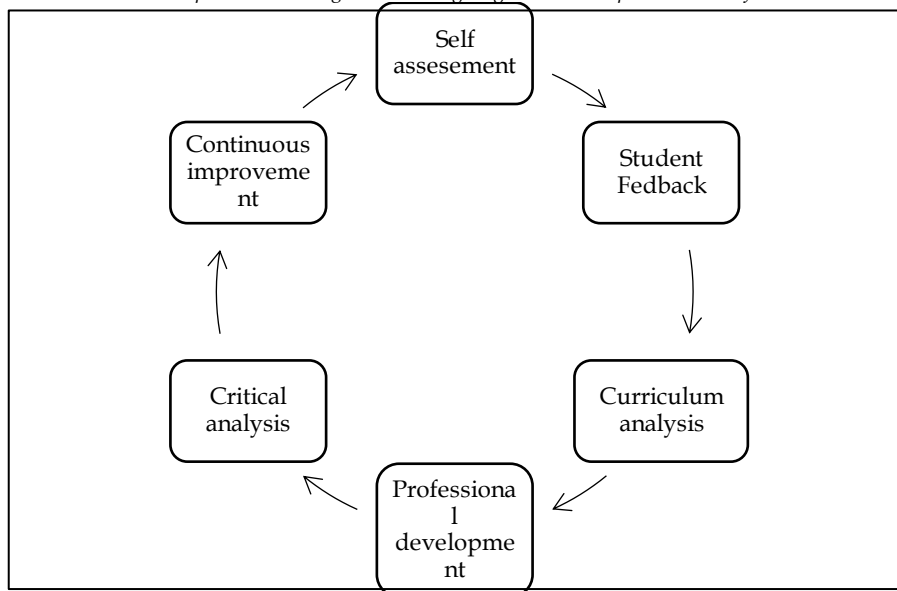 Self
assesement
Student
Fedback
Curriculum
analysis
Professiona
l
developme
nt
Critical
analysis
Continuous
improveme
nt